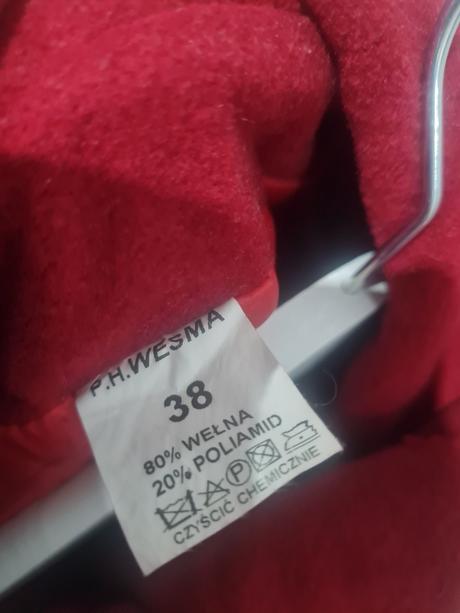 P.H.WESMA
38
80% WEŁNA
20% POLIAMID
P
CZYŚCIĆ CHEMICZNIE